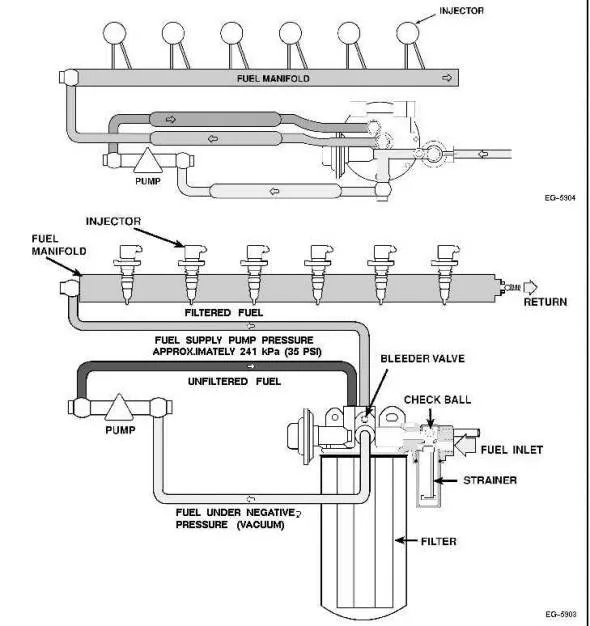 INJECTOR
FUEL MANIFOLD
PUMP
EG-5904
INJECTOR
FUEL
MANIFOLD
RETURN
FILTERED FUEL
FUEL SUPPLY PUMP PRESSURE
APPROX.IMATELY 241 kPa (35 PSI)
BLEEDER VALVE
UNFILTERED FUEL
CHECK BALL
PUMP
FUEL INLET
STRAINER
FUEL UNDER NEGATIVE
PRESSURE (VACUUM)
FILTER
EG-5903